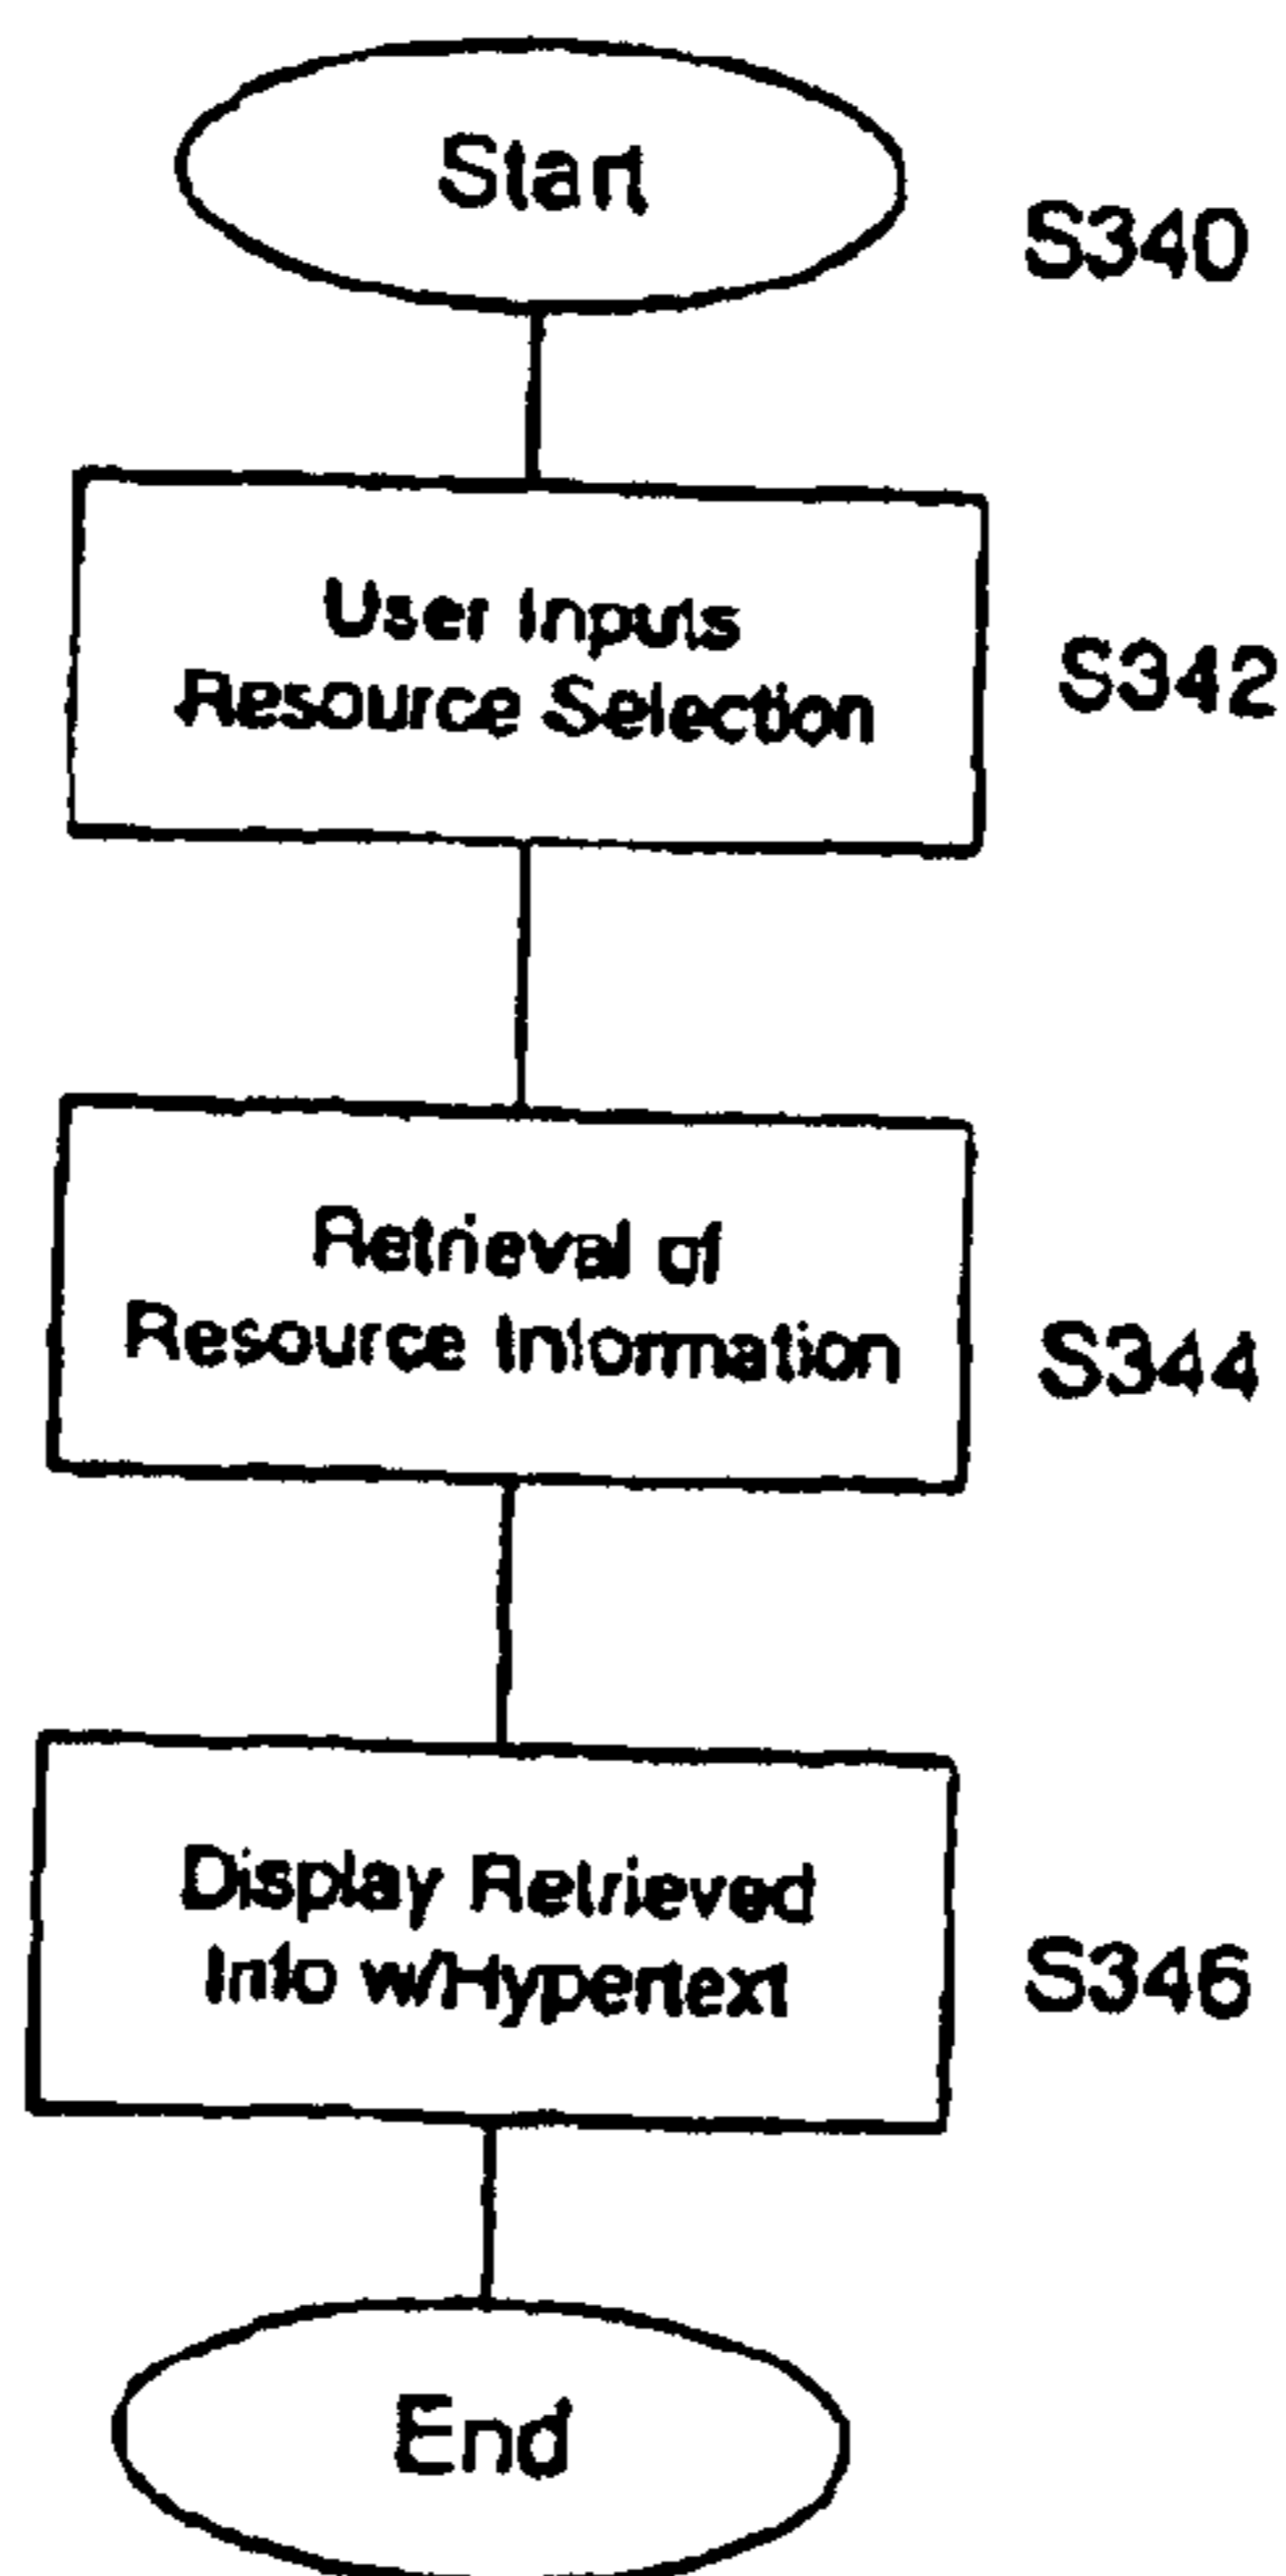 Start
S340
User Inputs
Resource Selection
S342
Retrieval of
Resource Information
S344
Display Retrieved
Info w/Hypertext
S346
End